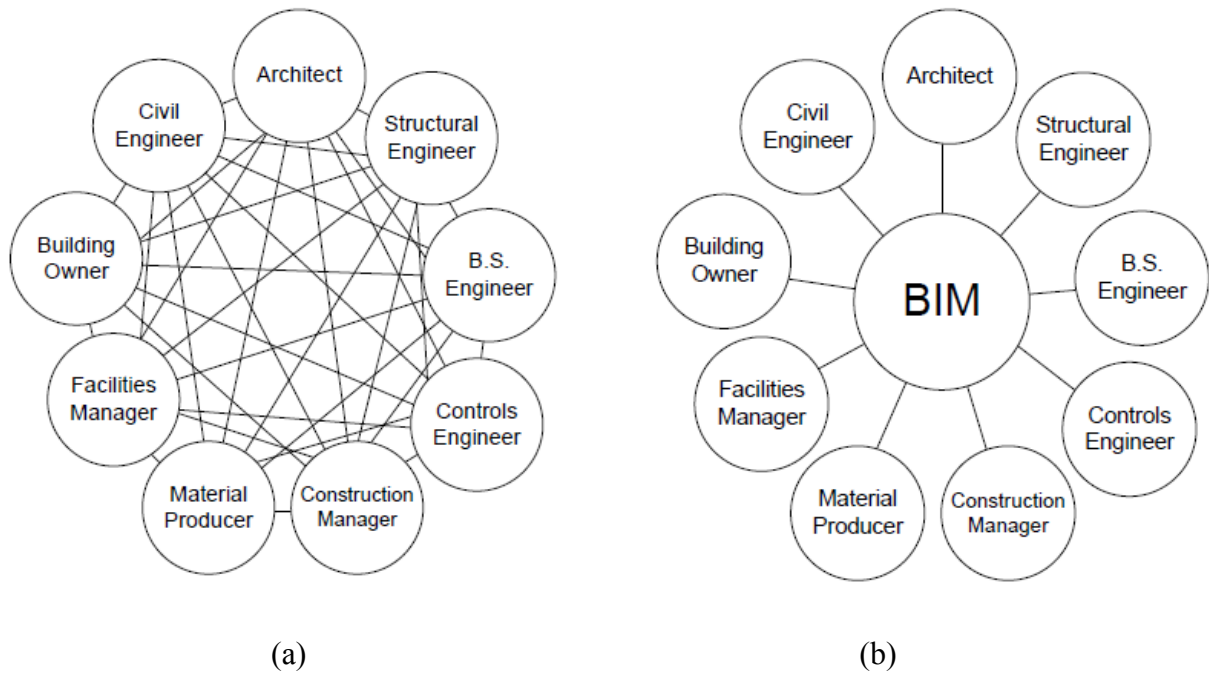 Architect
Civil
Engineer
Structural
Engineer
Building
Owner
B.S.
Engineer
Facilities
Manager
Controls
Engineer
Material
Producer
Construction
Manager
(a)
Architect
Civil
Engineer
Structural
Engineer
Building
Owner
B.S.
Engineer
BIM
Facilities
Manager
Controls
Engineer
Material
Producer
Construction
Manager
(b)